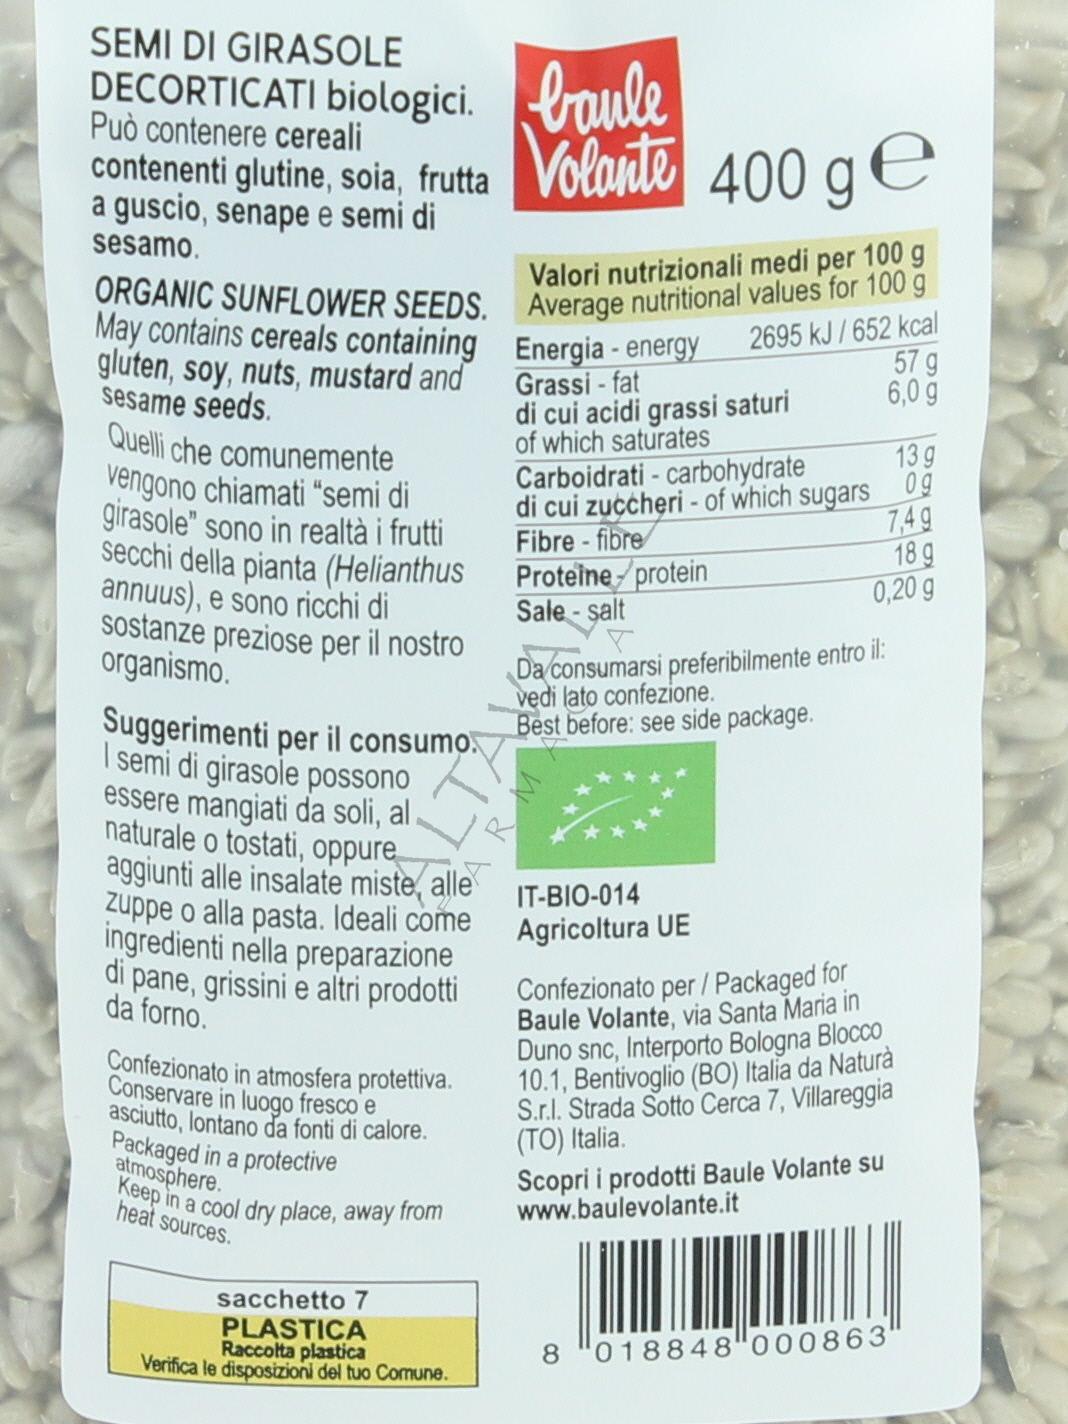 SEMI DI GIRASOLE
DECORTICATI biologici.
Può contenere cereali
contenenti glutine, soia, frutta
a guscio, senape e semi di
sesamo.
ORGANIC SUNFLOWER SEEDS.
May contains cereals containing
gluten, soy, nuts, mustard and
sesame seeds.
Quelli che comunemente
vengono chiamati “semi di
girasole” sono in realtà i frutti
secchi della pianta (Helianthus
annuus), e sono ricchi di
sostanze preziose per il nostro
organismo.
Suggerimenti per il consumo.
I semi di girasole possono
essere mangiati da soli, al
naturale o tostati, oppure
aggiunti alle insalate miste, alle
zuppe o alla pasta. Ideali come
ingredienti nella preparazione
di pane, grissini e altri prodotti
da forno.
Confezionato in atmosfera protettiva.
Conservare in luogo fresco e
asciutto, lontano da fonti di calore.
Packaged in a protective
atmosphere.
Keep in a cool dry place, away from
heat sources.
sacchetto 7
PLASTICA
Raccolta plastica
Verifica le disposizioni del tuo Comune.
baule
Volante
400 g e
Valori nutrizionali medi per 100 g
Average nutritional values for 100 g
Energia - energy 2695 kJ / 652 kcal
Grassi - fat 57 g
di cui acidi grassi saturi 6,0 g
of which saturates
Carboidrati - carbohydrate 13 g
di cui zuccheri - of which sugars 0 g
Fibre - fibre 7,4 g
Proteine - protein 18 g
Sale - salt 0,20 g
Da consumarsi preferibilmente entro il:
vedi lato confezione.
Best before: see side package.
IT-BIO-014
Agricoltura UE
Confezionato per / Packaged for
Baule Volante, via Santa Maria in
Duno snc, Interporto Bologna Blocco
10.1, Bentivoglio (BO) Italia da Naturà
S.r.l. Strada Sotto Cerca 7, Villareggia
(TO) Italia.
Scopri i prodotti Baule Volante su
www.baulevolante.it
8 018848 000863
ALTAVALLE
FARMACIA